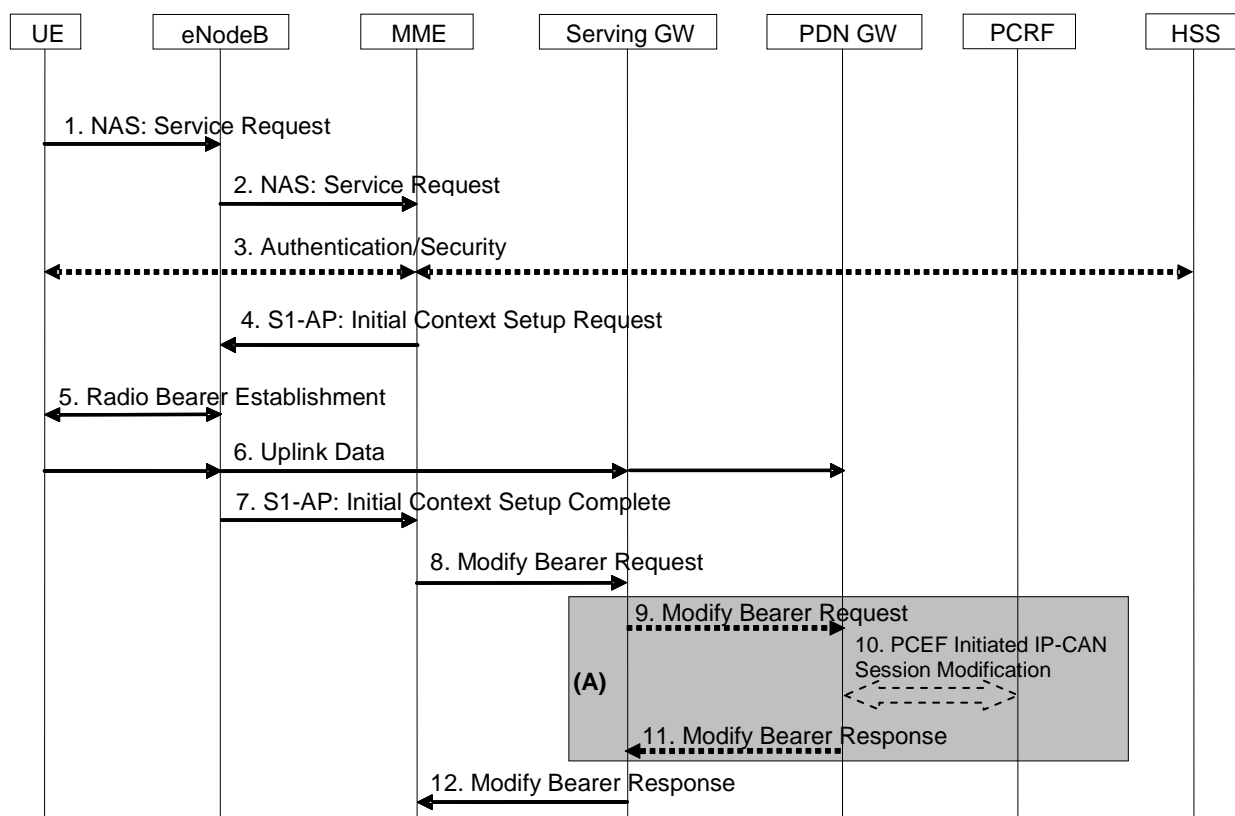 UE
eNodeB
MME
Serving GW
PDN GW
PCRF
HSS
1. NAS: Service Request
2. NAS: Service Request
3. Authentication/Security
4. S1-AP: Initial Context Setup Request
5. Radio Bearer Establishment
6. Uplink Data
7. S1-AP: Initial Context Setup Complete
8. Modify Bearer Request
9. Modify Bearer Request
10. PCEF Initiated IP-CAN
Session Modification
(A)
11. Modify Bearer Response
12. Modify Bearer Response